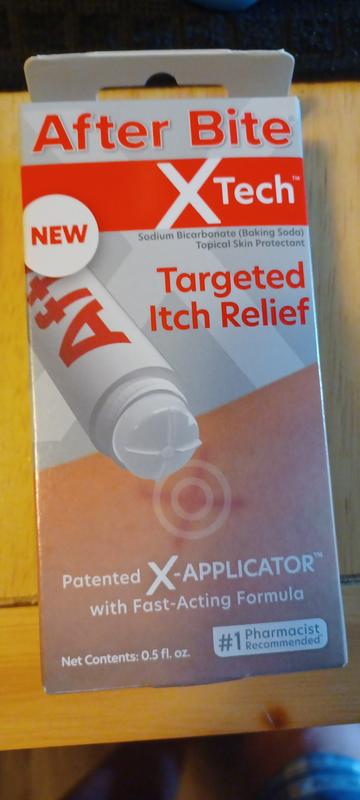 After Bite®
XTech™
NEW
Sodium Bicarbonate (Baking Soda)
Topical Skin Protectant
Targeted
Itch Relief
Aft
Patented X-APPLICATOR™
with Fast-Acting Formula
#1 Pharmacist
Recommended*
Net Contents: 0.5 fl. oz.